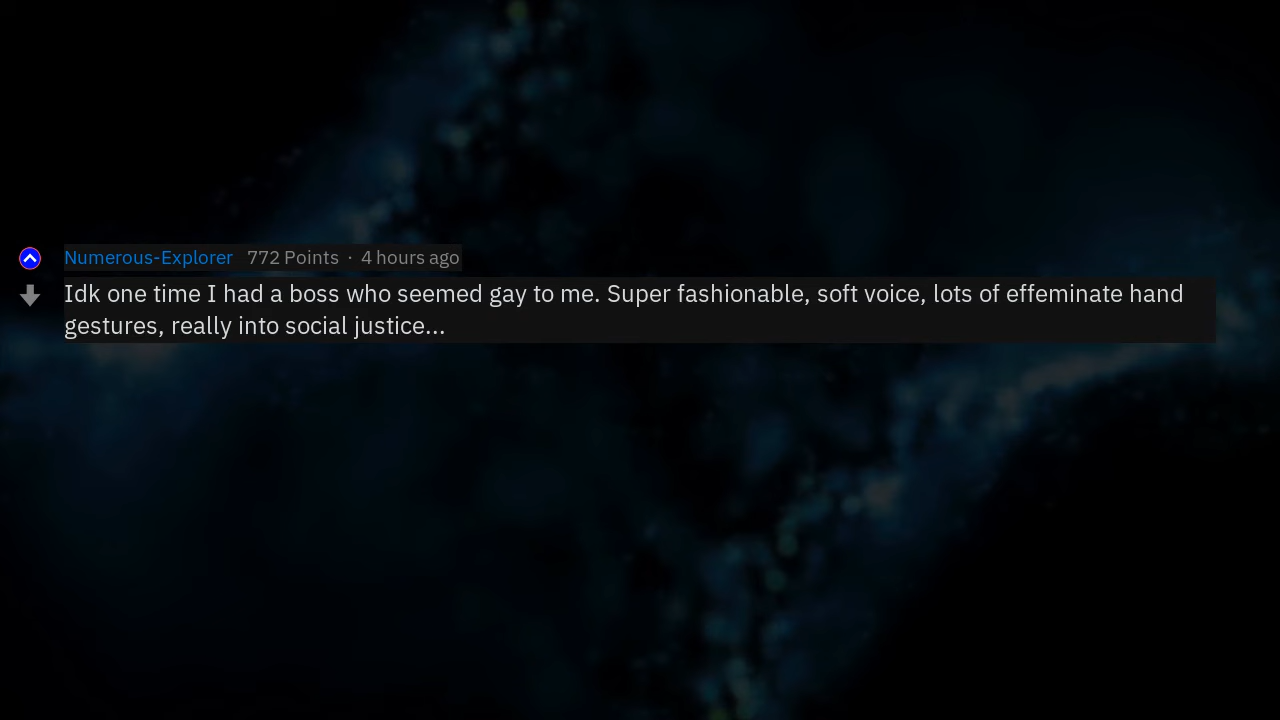 Numerous-Explorer 772 Points · 4 hours ago
Idk one time I had a boss who seemed gay to me. Super fashionable, soft voice, lots of effeminate hand
gestures, really into social justice...